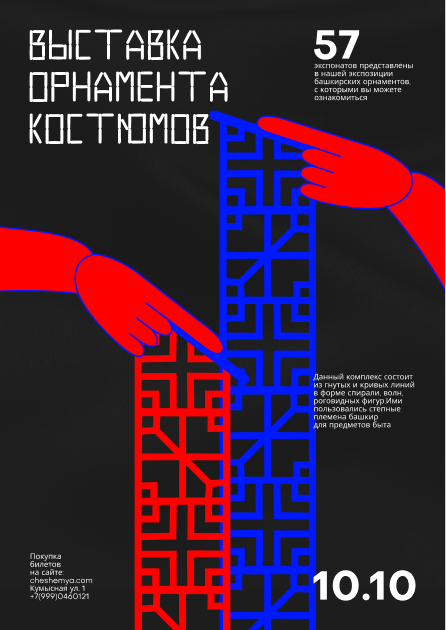 ВЫСТАВКА
ОРНАМЕНТА
КОСТЮМОВ
57
экспонатов представлены
в нашей экспозиции
башкирских орнаментов,
с которыми вы можете
ознакомиться
Данный комплекс состоит
из гнутых и кривых линий
в форме спирали, волн,
роговидных фигур.Ими
пользовались степные
племена башкир
для предметов быта
Покупка
билетов
на сайте:
cheshemya.com
Кумысная ул. 1
+7(999)0460121
10.10